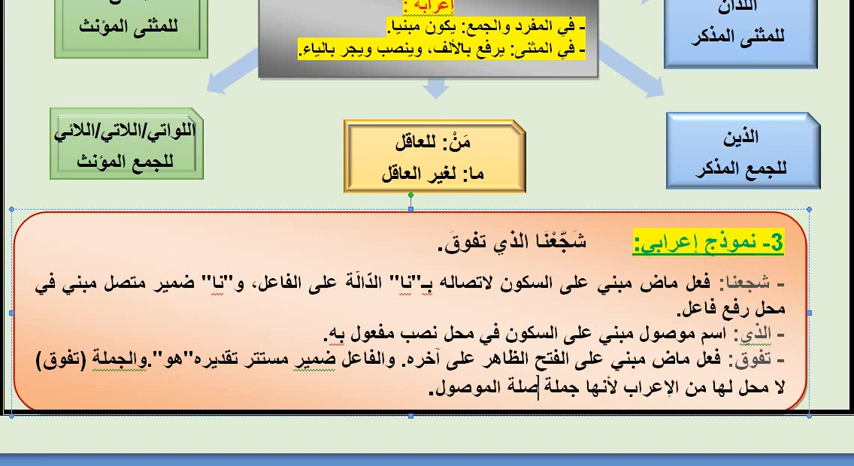 إعرابه :
اللذان
للمثنى المذكر
- في المفرد والجمع: يكون مبنيا.
- في المثنى: يرفع بالألف، وينصب ويجر بالياء.
للمثنى المؤنث
الذين
للجمع المذكر
مَنْ: للعاقل
ما: لغير العاقل
اللواتي/اللاتي/اللائي
للجمع المؤنث
3- نموذج إعرابي: شَجَّعْنَا الذي تفوقَ.
- شجعنا: فعل ماض مبني على السكون لاتصاله بـ"نا" الدّالَة على الفاعل، و"نا" ضمير متصل مبني في
محل رفع فاعل.
- الذي: اسم موصول مبني على السكون في محل نصب مفعول به.
- تفوق: فعل ماض مبني على الفتح الظاهر على آخره. والفاعل ضمير مستتر تقديره"هو".والجملة (تفوق)
لا محل لها من الإعراب لأنها جملة صلة الموصول.